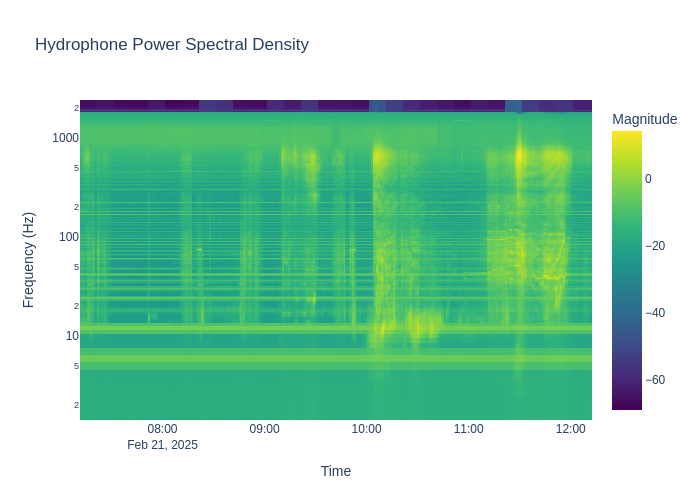 Hydrophone Power Spectral Density
Magnitude
2
1000
5
2
100
5
2
10
5
2
Frequency (Hz)
0
−20
−40
−60
08:00 09:00 10:00 11:00 12:00
Feb 21, 2025
Time